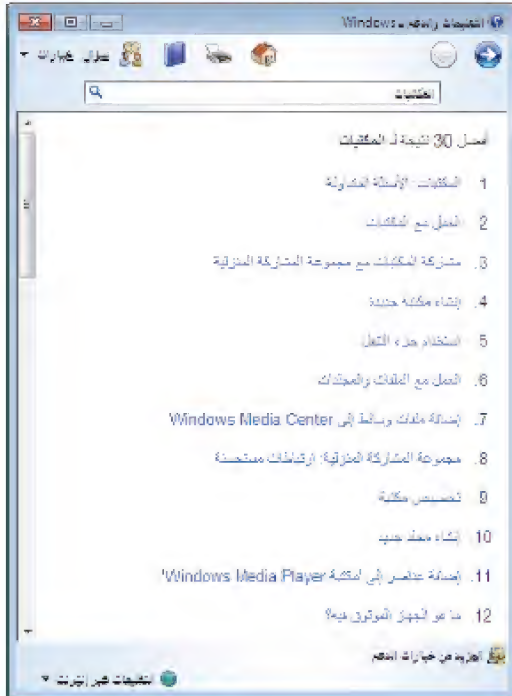 التعليمات والدعم لـ Windows
سؤال خيارات
المكتبات
أفضل 30 نتيجة لـ المكتبات
1. المكتبات: الأسئلة المتداولة
2. العمل مع المكتبات
3. مشاركة المكتبات مع مجموعة المشاركة المنزلية
4. إنشاء مكتبة جديدة
5. استخدام جزء التنقل
6. العمل مع الملفات والمجلدات
7. إضافة ملفات وسائط إلى Windows Media Center
8. مجموعة المشاركة المنزلية: ارتباطات مستحسنة
9. تخصيص مكتبة
10. إنشاء مجلد جديد
11. إضافة عناصر إلى مكتبة Windows Media Player
12. ما هو الجهاز الموثوق فيه؟
المزيد من خيارات الدعم
التعليمات عبر إنترنت